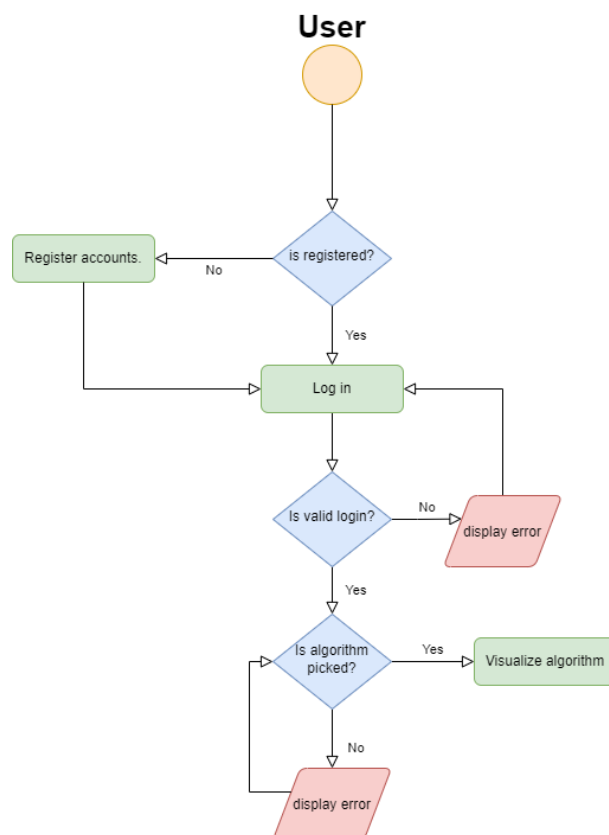 User
is registered?
Register accounts.
No
Yes
Log in
Is valid login?
No
display error
Yes
Is algorithm
picked?
Yes
Visualize algorithm
No
display error